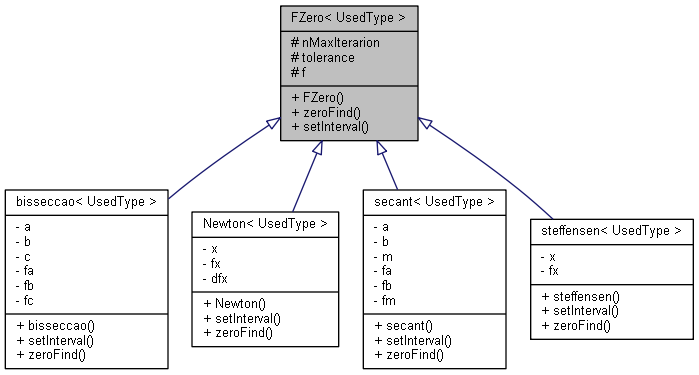 FZero< UsedType >
# nMaxIterarion
# tolerance
# f
+ FZero()
+ zeroFind()
+ setInterval()
bisseccao< UsedType >
- a
- b
- c
- fa
- fb
- fc
+ bisseccao()
+ setInterval()
+ zeroFind()
Newton< UsedType >
- x
- fx
- dfx
+ Newton()
+ setInterval()
+ zeroFind()
secant< UsedType >
- a
- b
- m
- fa
- fb
- fm
+ secant()
+ setInterval()
+ zeroFind()
steffensen< UsedType >
- x
- fx
+ steffensen()
+ setInterval()
+ zeroFind()